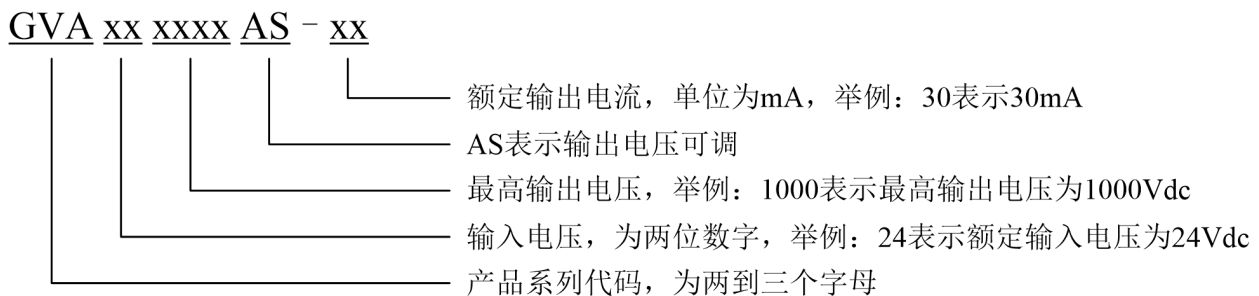 GVA xx xxxx AS - xx
额定输出电流，单位为mA，举例：30表示30mA
AS表示输出电压可调
最高输出电压，举例：1000表示最高输出电压为1000Vdc
输入电压，为两位数字，举例：24表示额定输入电压为24Vdc
产品系列代码，为两到三个字母